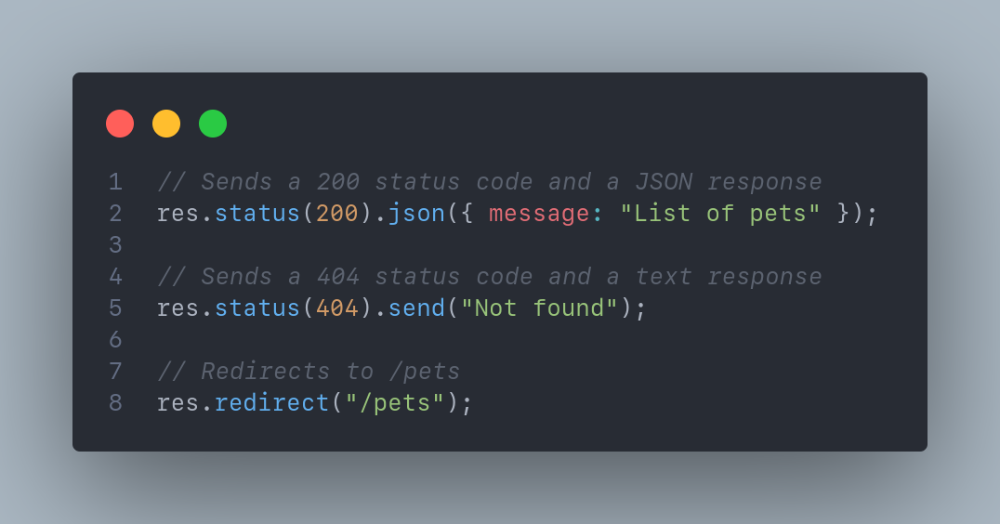 1 // Sends a 200 status code and a JSON response
2 res.status(200).json({ message: "List of pets" });
3
4 // Sends a 404 status code and a text response
5 res.status(404).send("Not found");
6
7 // Redirects to /pets
8 res.redirect("/pets");